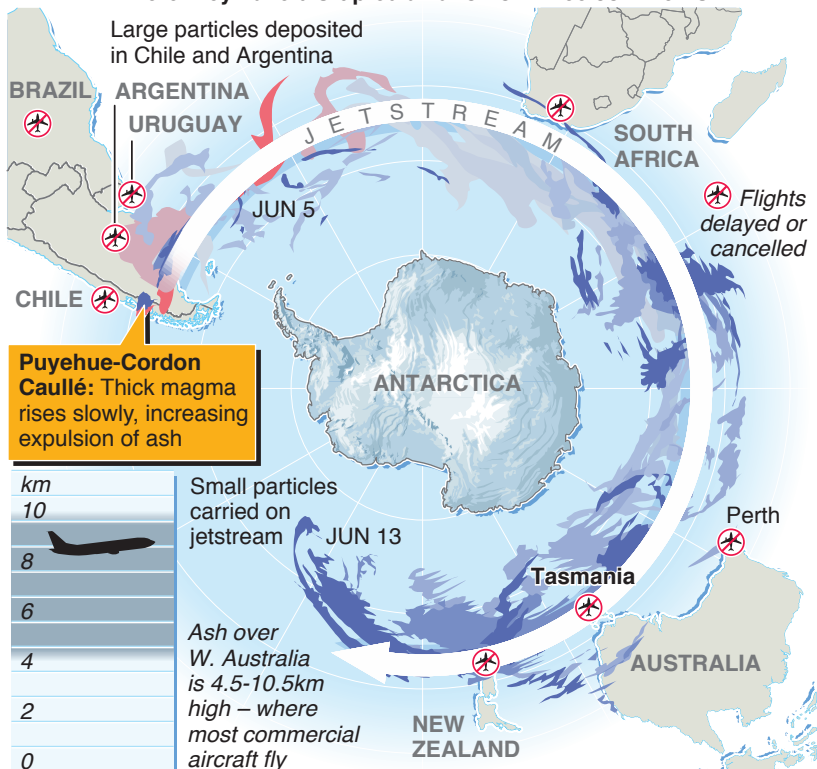 Large particles deposited
in Chile and Argentina
BRAZIL
ARGENTINA
URUGUAY
JETSTREAM
SOUTH
AFRICA
Flights
delayed or
cancelled
JUN 5
CHILE
Puyehue-Cordon
Caullé: Thick magma
rises slowly, increasing
expulsion of ash
ANTARCTICA
km
10
8
6
4
2
0
Small particles
carried on
jetstream
JUN 13
Perth
Tasmania
AUSTRALIA
NEW
ZEALAND
Ash over
W. Australia
is 4.5-10.5km
high – where
most commercial
aircraft fly